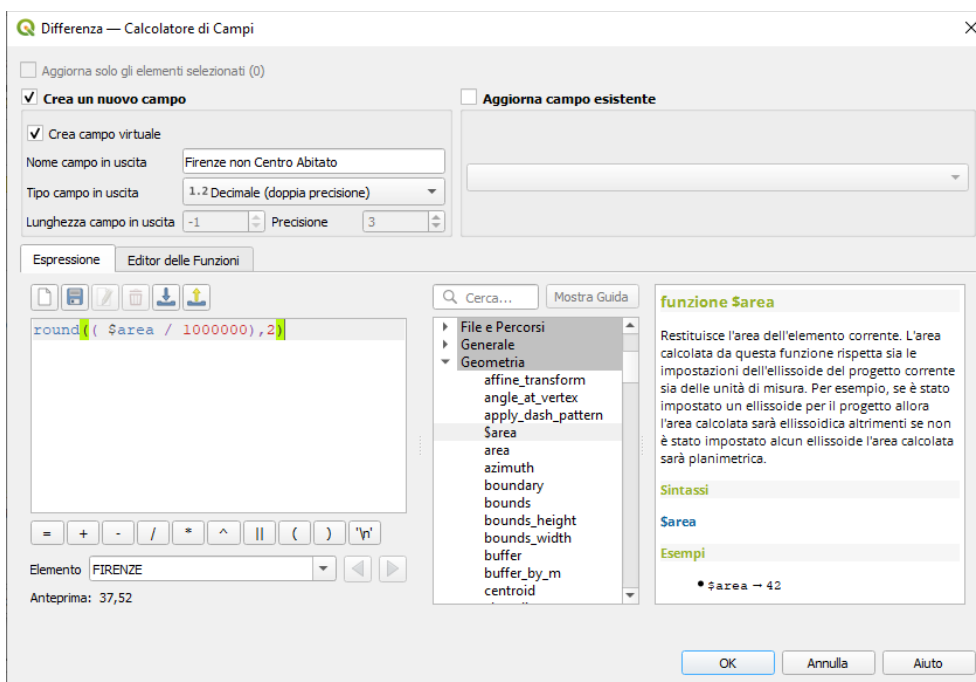 Differenza — Calcolatore di Campi
Aggiorna solo gli elementi selezionati (0)
Crea un nuovo campo
Aggiorna campo esistente
Crea campo virtuale
Nome campo in uscita Firenze non Centro Abitato
Tipo campo in uscita 1.2 Decimale (doppia precisione)
Lunghezza campo in uscita -1 Precisione 3
Espressione Editor delle Funzioni
round(( $area / 1000000),2)
= + - / * ^ || ( ) '\n'
Elemento FIRENZE
Anteprima: 37,52
Cerca... Mostra Guida
File e Percorsi
Generale
Geometria
affine_transform
angle_at_vertex
apply_dash_pattern
$area
area
azimuth
boundary
bounds
bounds_height
bounds_width
buffer
buffer_by_m
centroid
funzione $area
Restituisce l'area dell'elemento corrente. L'area
calcolata da questa funzione rispetta sia le
impostazioni dell'ellissoide del progetto corrente
sia delle unità di misura. Per esempio, se è stato
impostato un ellissoide per il progetto allora
l'area calcolata sarà ellissoidica altrimenti se non
è stato impostato alcun ellissoide l'area calcolata
sarà planimetrica.
Sintassi
$area
Esempi
• $area → 42
OK Annulla Aiuto